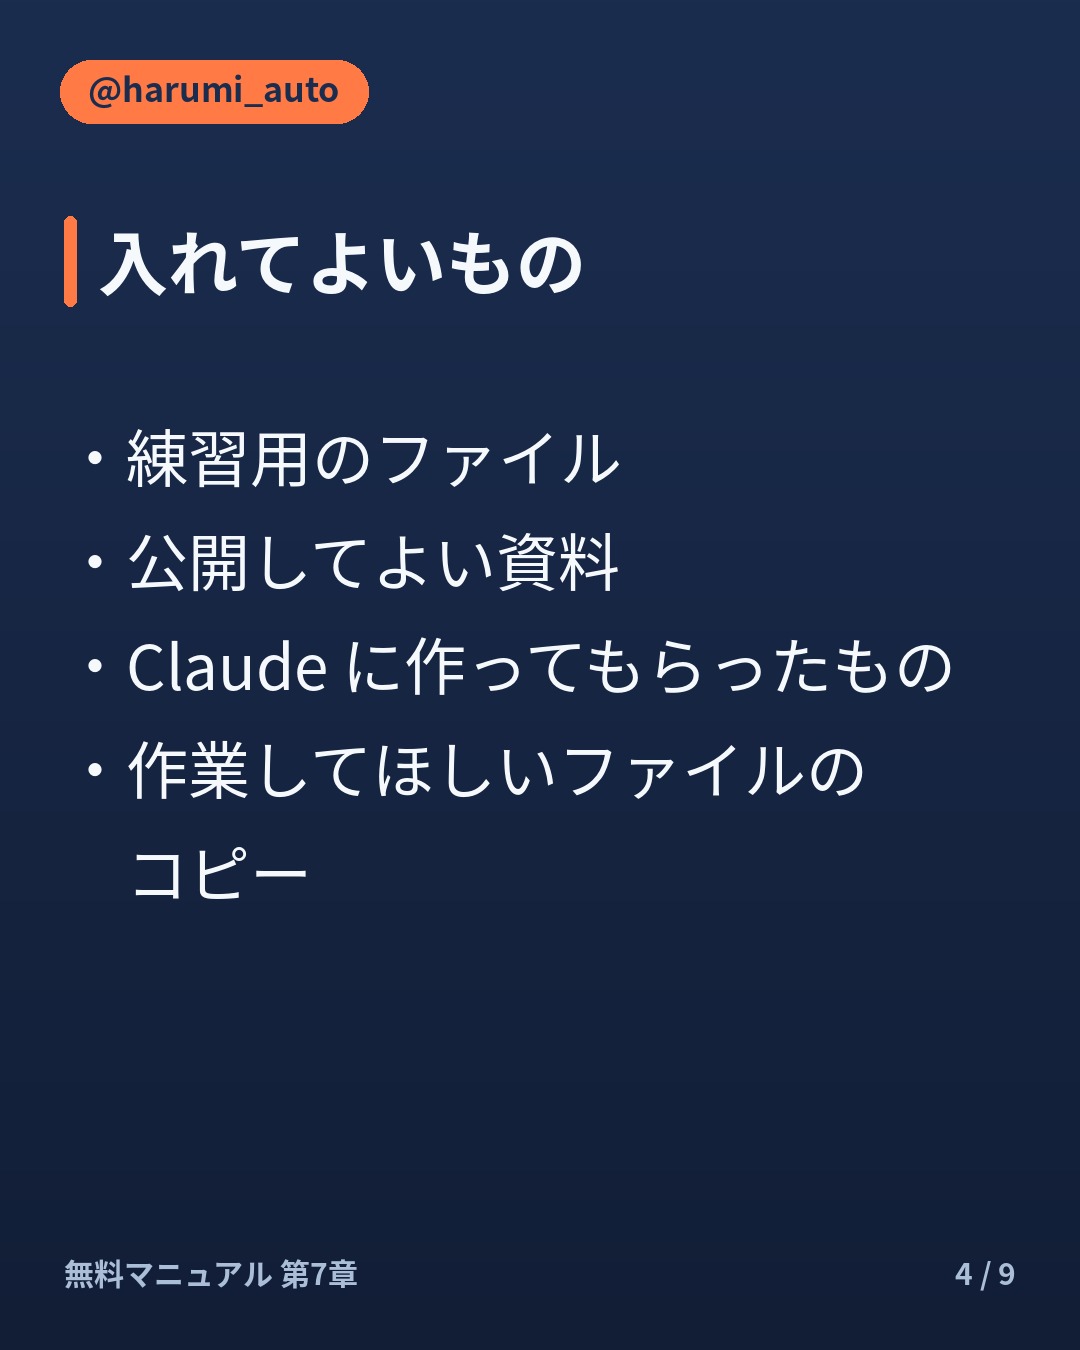 @harumi_auto
入れてよいもの
・練習用のファイル
・公開してよい資料
・Claude に作ってもらったもの
・作業してほしいファイルの
コピー
無料マニュアル 第7章
4 / 9